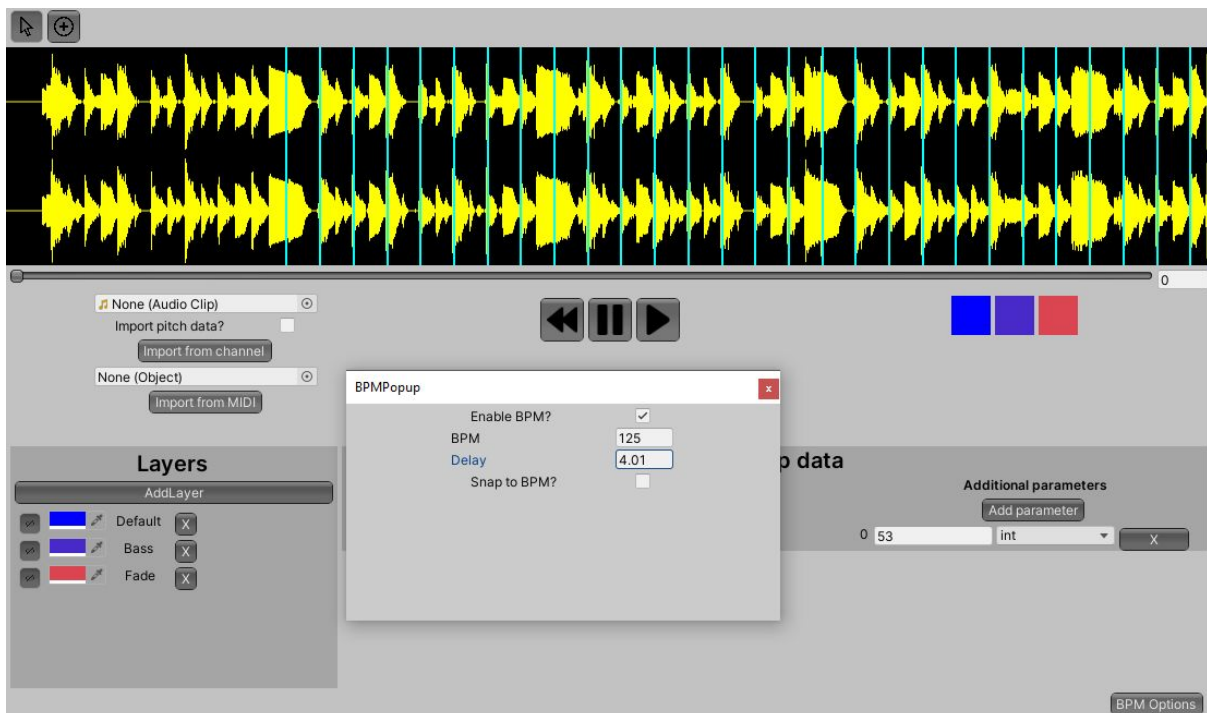 0
None (Audio Clip)
Import pitch data?
Import from channel
None (Object)
Import from MIDI
BPMPopup
x
Enable BPM?
BPM 125
Delay 4.01
Snap to BPM?
Layers
AddLayer
Default X
Bass X
Fade X
p data
Additional parameters
Add parameter
0 53 int X
BPM Options